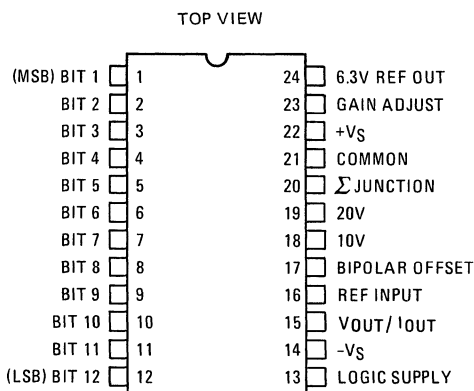 TOP VIEW
(MSB) BIT 1 1 24 6.3V REF OUT
BIT 2 2 23 GAIN ADJUST
BIT 3 3 22 +VS
BIT 4 4 21 COMMON
BIT 5 5 20 Σ JUNCTION
BIT 6 6 19 20V
BIT 7 7 18 10V
BIT 8 8 17 BIPOLAR OFFSET
BIT 9 9 16 REF INPUT
BIT 10 10 15 VOUT/IOUT
BIT 11 11 14 -VS
(LSB) BIT 12 12 13 LOGIC SUPPLY